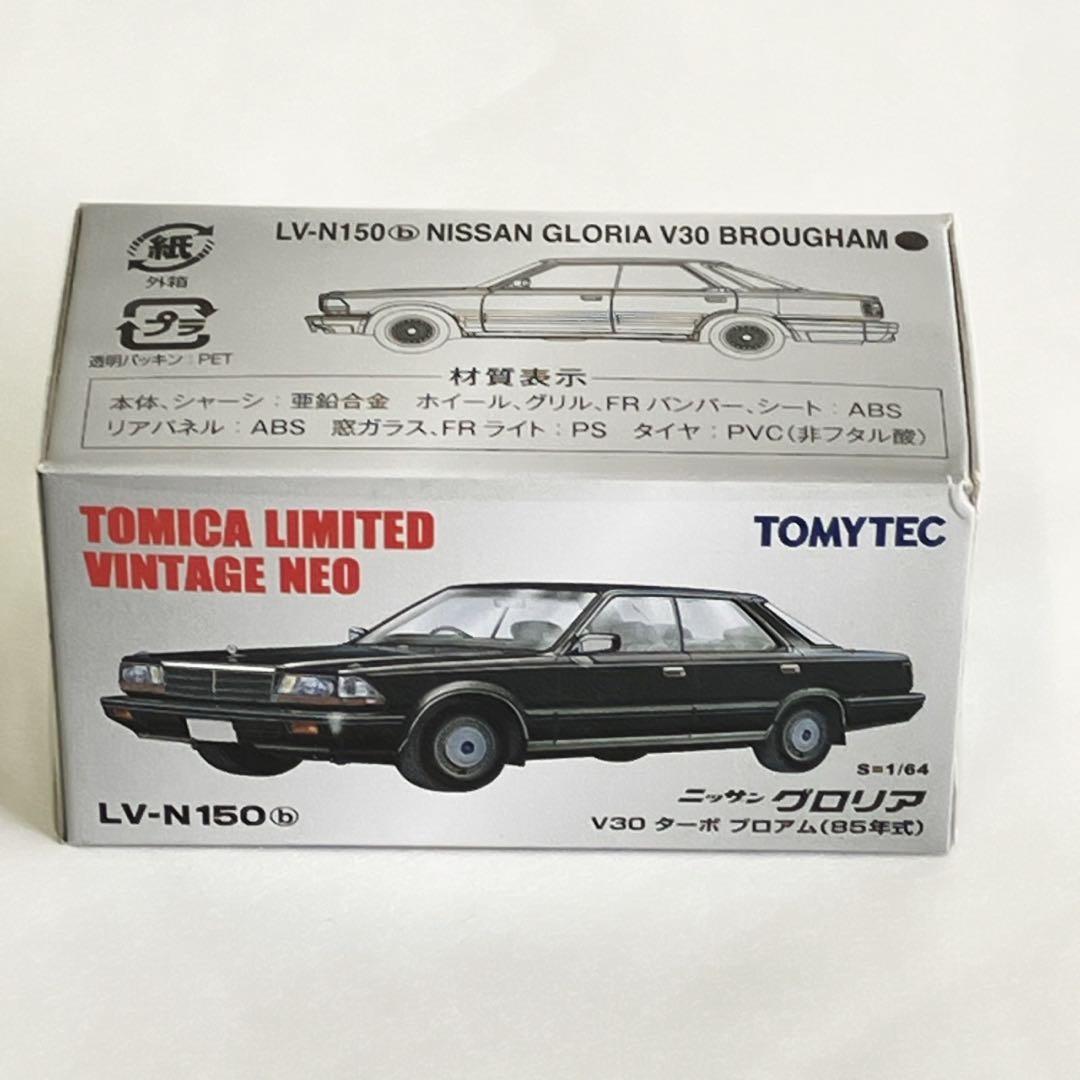 LV-N150ⓑ NISSAN GLORIA V30 BROUGHAM
紙
外箱
プラ
透明パッキン:PET
材質表示
本体、シャーシ:亜鉛合金 ホイール、グリル、FRバンパー、シート:ABS
リアパネル:ABS 窓ガラス、FRライト:PS タイヤ:PVC(非フタル酸)
TOMICA LIMITED
VINTAGE NEO
TOMYTEC
S=1/64
LV-N150ⓑ
ニッサン グロリア
V30 ターボ ブロアム(85年式)